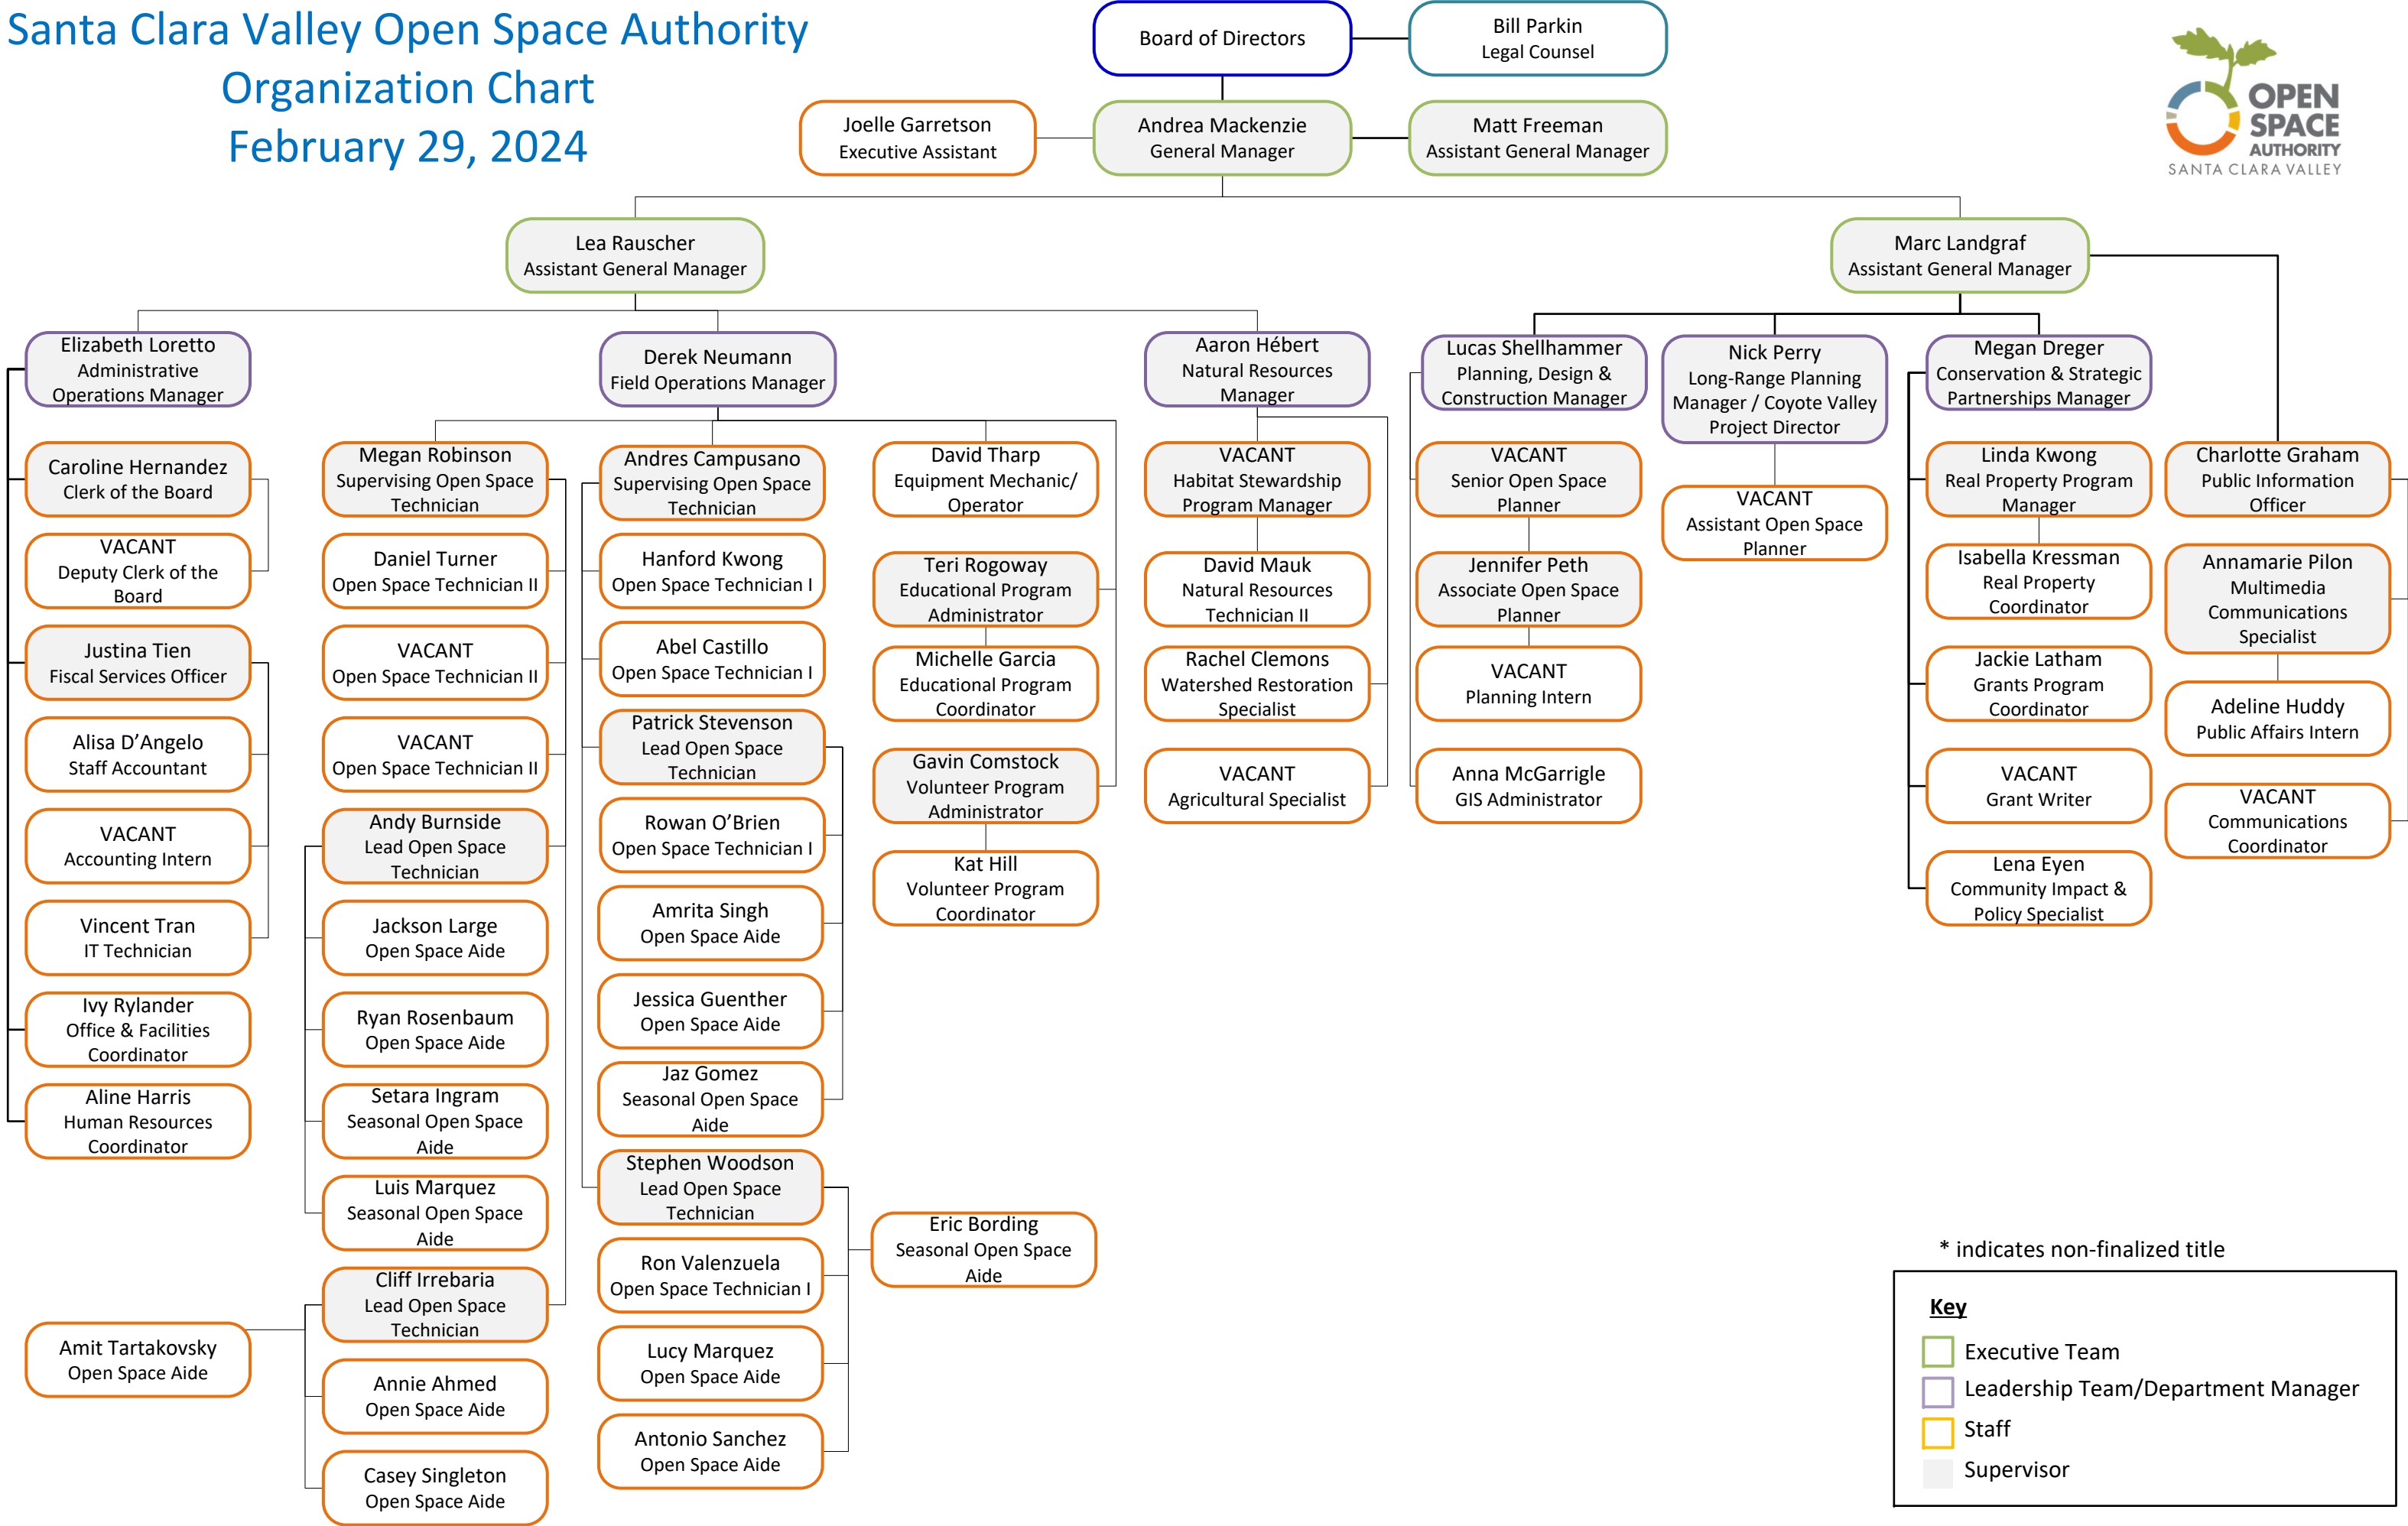 Santa Clara Valley Open Space Authority
Organization Chart
February 29, 2024
Board of Directors
Bill Parkin
Legal Counsel
OPEN
SPACE
AUTHORITY
SANTA CLARA VALLEY
Joelle Garretson
Executive Assistant
Andrea Mackenzie
General Manager
Matt Freeman
Assistant General Manager
Lea Rauscher
Assistant General Manager
Marc Landgraf
Assistant General Manager
Elizabeth Loretto
Administrative
Operations Manager
Derek Neumann
Field Operations Manager
Aaron Hébert
Natural Resources
Manager
Lucas Shellhammer
Planning, Design &
Construction Manager
Nick Perry
Long-Range Planning
Manager / Coyote Valley
Project Director
Megan Dreger
Conservation & Strategic
Partnerships Manager
Caroline Hernandez
Clerk of the Board
VACANT
Deputy Clerk of the
Board
Justina Tien
Fiscal Services Officer
Alisa D’Angelo
Staff Accountant
VACANT
Accounting Intern
Vincent Tran
IT Technician
Ivy Rylander
Office & Facilities
Coordinator
Aline Harris
Human Resources
Coordinator
Megan Robinson
Supervising Open Space
Technician
Daniel Turner
Open Space Technician II
VACANT
Open Space Technician II
VACANT
Open Space Technician II
Andy Burnside
Lead Open Space
Technician
Jackson Large
Open Space Aide
Ryan Rosenbaum
Open Space Aide
Setara Ingram
Seasonal Open Space
Aide
Luis Marquez
Seasonal Open Space
Aide
Cliff Irrebaria
Lead Open Space
Technician
Amit Tartakovsky
Open Space Aide
Annie Ahmed
Open Space Aide
Casey Singleton
Open Space Aide
Andres Campusano
Supervising Open Space
Technician
Hanford Kwong
Open Space Technician I
Abel Castillo
Open Space Technician I
Patrick Stevenson
Lead Open Space
Technician
Rowan O’Brien
Open Space Technician I
Amrita Singh
Open Space Aide
Jessica Guenther
Open Space Aide
Jaz Gomez
Seasonal Open Space
Aide
Stephen Woodson
Lead Open Space
Technician
Eric Bording
Seasonal Open Space
Aide
Ron Valenzuela
Open Space Technician I
Lucy Marquez
Open Space Aide
Antonio Sanchez
Open Space Aide
David Tharp
Equipment Mechanic/
Operator
Teri Rogoway
Educational Program
Administrator
Michelle Garcia
Educational Program
Coordinator
Gavin Comstock
Volunteer Program
Administrator
Kat Hill
Volunteer Program
Coordinator
VACANT
Habitat Stewardship
Program Manager
David Mauk
Natural Resources
Technician II
Rachel Clemons
Watershed Restoration
Specialist
VACANT
Agricultural Specialist
VACANT
Senior Open Space
Planner
Jennifer Peth
Associate Open Space
Planner
VACANT
Planning Intern
Anna McGarrigle
GIS Administrator
VACANT
Assistant Open Space
Planner
Linda Kwong
Real Property Program
Manager
Isabella Kressman
Real Property
Coordinator
Jackie Latham
Grants Program
Coordinator
VACANT
Grant Writer
Lena Eyen
Community Impact &
Policy Specialist
Charlotte Graham
Public Information
Officer
Annamarie Pilon
Multimedia
Communications
Specialist
Adeline Huddy
Public Affairs Intern
VACANT
Communications
Coordinator
* indicates non-finalized title
Key
Executive Team
Leadership Team/Department Manager
Staff
Supervisor